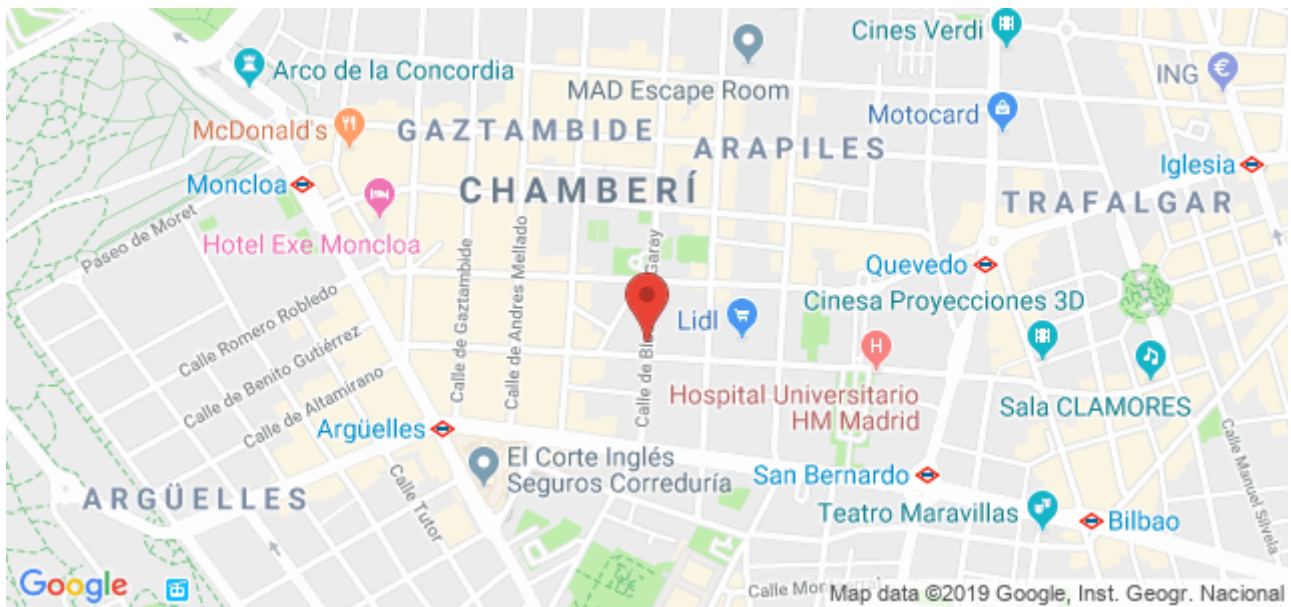 Cines Verdi
Arco de la Concordia
ING
€
MAD Escape Room
Motocard
McDonald's
GAZTAMBIDE
ARAPILES
Iglesia
Moncloa
CHAMBERÍ
TRAFALGAR
Paseo de Moret
Hotel Exe Moncloa
Calle de Gaztambide
Calle de Andres Mellado
Garay
Quevedo
Cinesa Proyecciones 3D
Calle Romero Robledo
Lidl
H
Calle de Benito Gutiérrez
Calle de
Hospital Universitario
HM Madrid
Calle de Altamirano
Sala CLAMORES
Argüelles
El Corte Inglés
Seguros Correduría
San Bernardo
Calle Manuel Silvela
ARGÜELLES
Calle Tutor
Teatro Maravillas
Bilbao
Google
Calle
Map data ©2019 Google, Inst. Geogr. Nacional